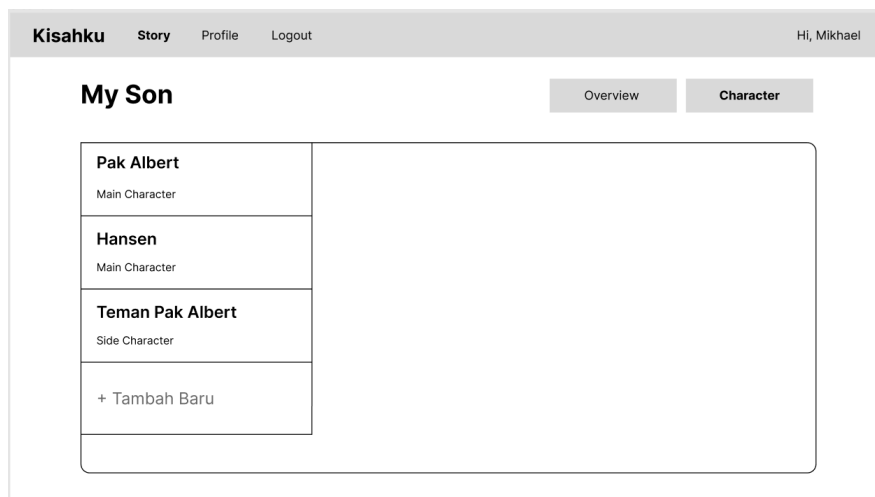 Kisahku Story Profile Logout Hi, Mikhael
My Son Overview Character
Pak Albert
Main Character
Hansen
Main Character
Teman Pak Albert
Side Character
+ Tambah Baru